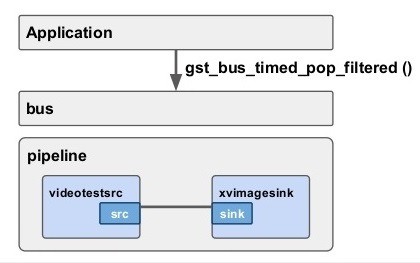 Application
gst_bus_timed_pop_filtered ()
bus
pipeline
videotestsrc
src
xvimagesink
sink